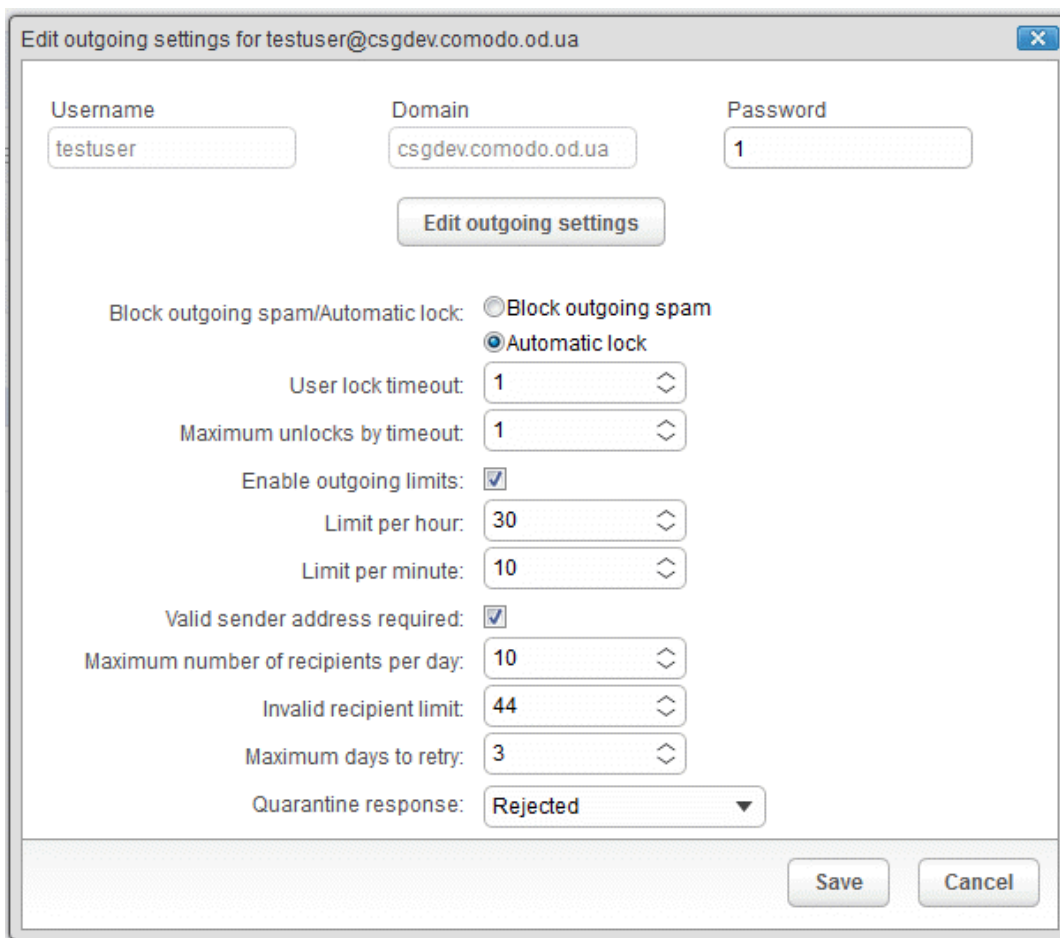 Edit outgoing settings for testuser@csgdev.comodo.od.ua
Username Domain Password
testuser csgdev.comodo.od.ua 1
Edit outgoing settings
Block outgoing spam/Automatic lock: Block outgoing spam
Automatic lock
User lock timeout: 1
Maximum unlocks by timeout: 1
Enable outgoing limits:
Limit per hour: 30
Limit per minute: 10
Valid sender address required:
Maximum number of recipients per day: 10
Invalid recipient limit: 44
Maximum days to retry: 3
Quarantine response: Rejected
Save Cancel